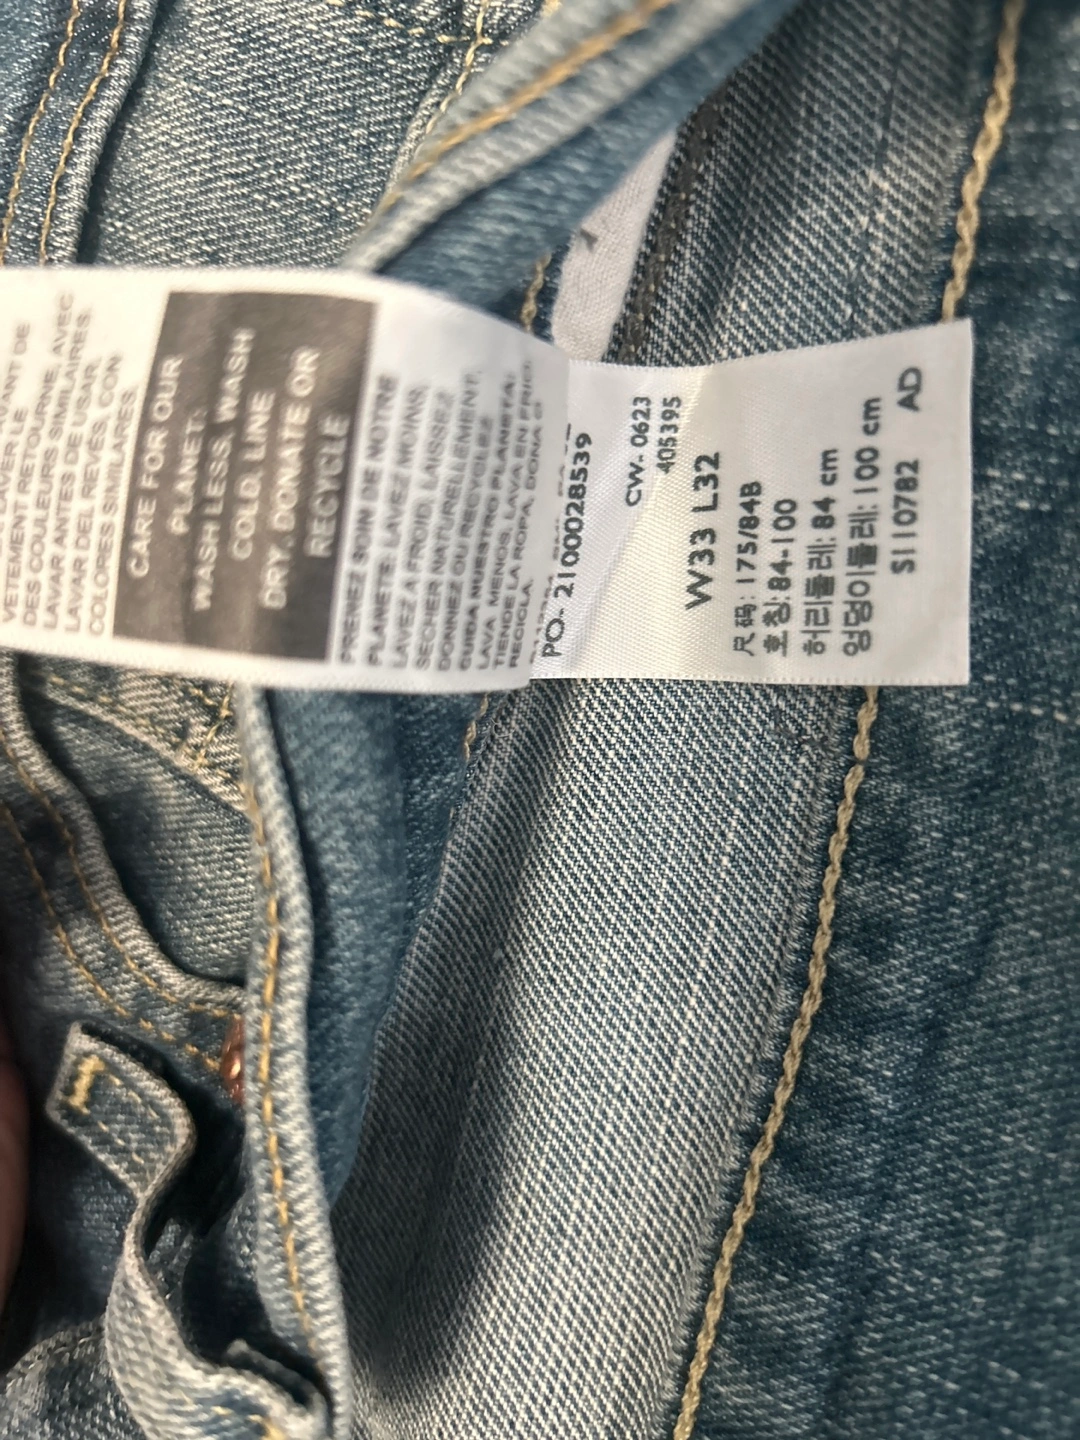 VETEMENT RETOURNE, AVEC
DES COULEURS SIMILAIRES.
LAVAR ANTES DE USAR.
LAVAR DEL REVÉS, CON
COLORES SIMILARES.
CARE FOR OUR
PLANET:
WASH LESS, WASH
COLD, LINE
DRY, DONATE OR
RECYCLE
PRENEZ SOIN DE NOTRE
PLANÈTE: LAVEZ MOINS,
LAVEZ A FROID, LAISSEZ
SECHER NATURELLEMENT,
DONNEZ OU RECYCLEZ
CUIDA NUESTRO PLANETA:
LAVA MENOS, LAVA EN FRIO,
TIENDE LA ROPA, DONA O
RECICLA.
PO- 2100028539
CW- 0623
405395
W33 L32
尺码: 175/84B
호칭: 84-100
허리둘레: 84 cm
엉덩이둘레: 100 cm
S110782 AD